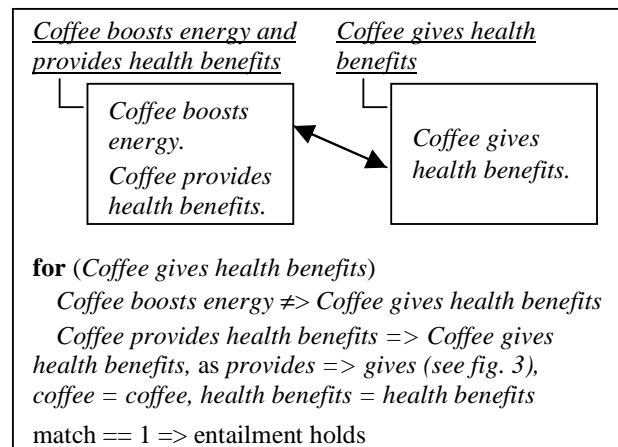 Coffee boosts energy and
provides health benefits
Coffee gives health
benefits
Coffee boosts
energy.
Coffee provides
health benefits.
Coffee gives
health benefits.
for (Coffee gives health benefits)
Coffee boosts energy ≠> Coffee gives health benefits
Coffee provides health benefits => Coffee gives
health benefits, as provides => gives (see fig. 3),
coffee = coffee, health benefits = health benefits
match == 1 => entailment holds